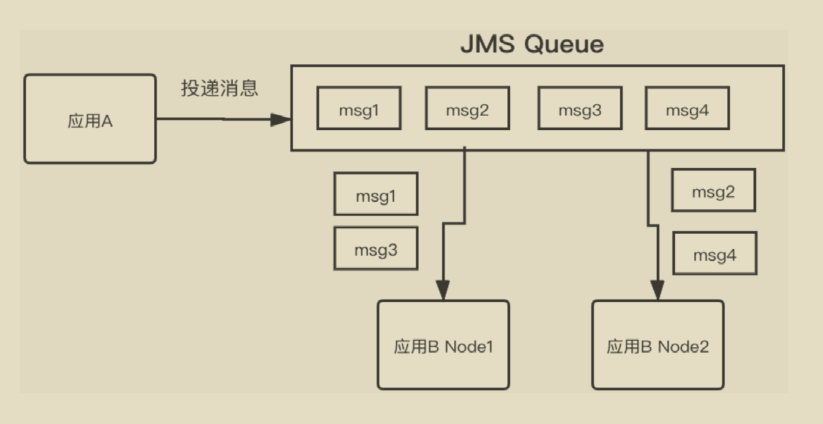 JMS Queue
投递消息
应用A
msg1
msg2
msg3
msg4
msg1
msg3
msg2
msg4
应用B Node1
应用B Node2